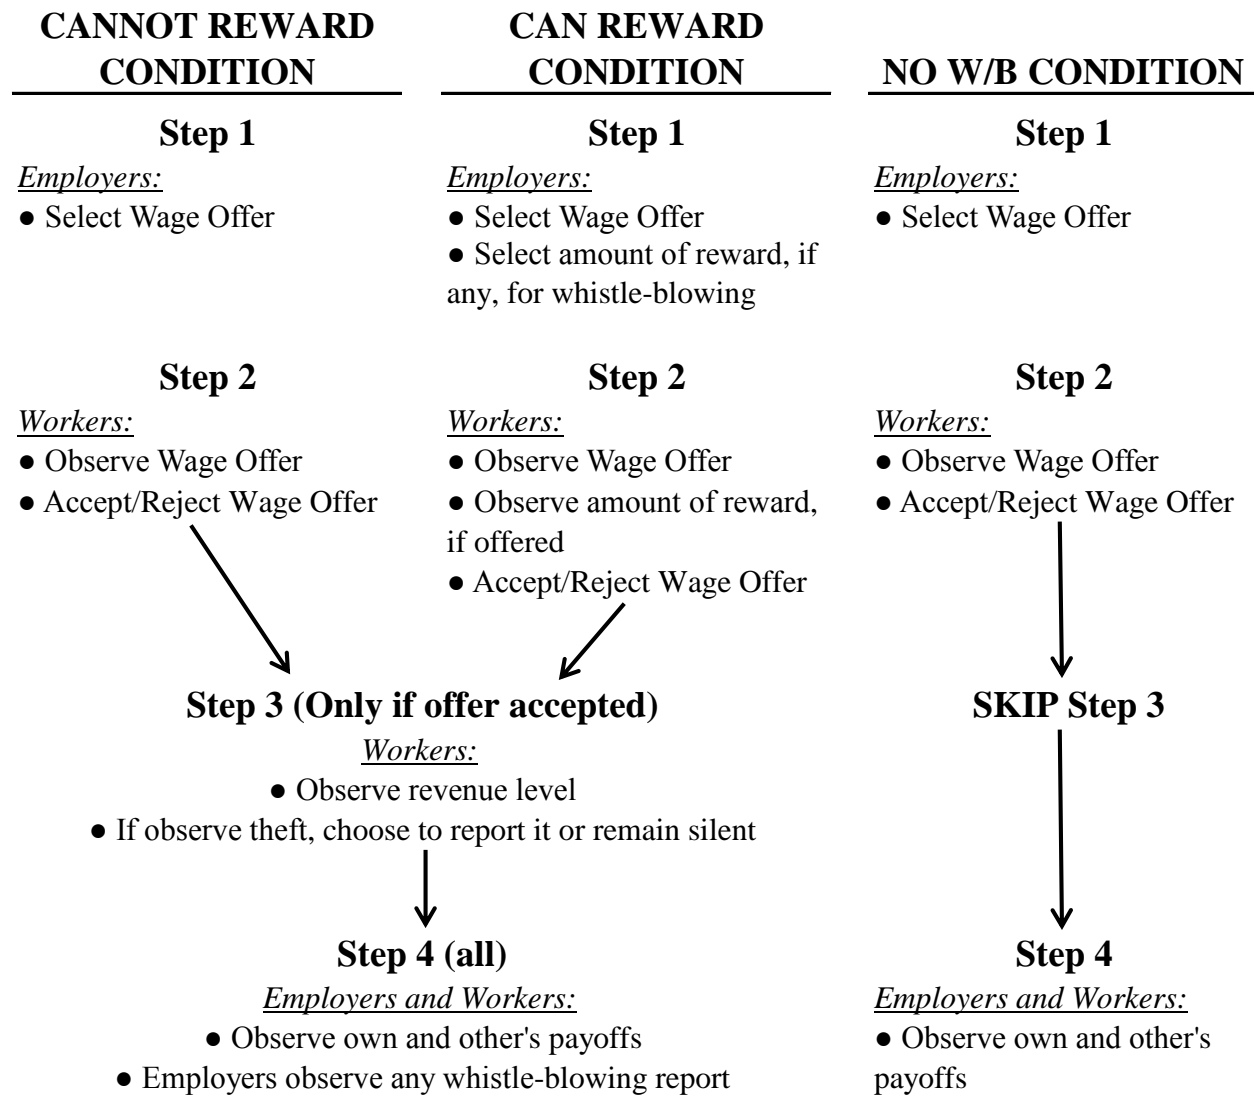 CANNOT REWARD
CONDITION
CAN REWARD
CONDITION
NO W/B CONDITION
Step 1
Employers:
● Select Wage Offer
Step 1
Employers:
● Select Wage Offer
● Select amount of reward, if
any, for whistle-blowing
Step 1
Employers:
● Select Wage Offer
Step 2
Workers:
● Observe Wage Offer
● Accept/Reject Wage Offer
Step 2
Workers:
● Observe Wage Offer
● Observe amount of reward,
if offered
● Accept/Reject Wage Offer
Step 2
Workers:
● Observe Wage Offer
● Accept/Reject Wage Offer
Step 3 (Only if offer accepted)
Workers:
● Observe revenue level
● If observe theft, choose to report it or remain silent
SKIP Step 3
Step 4 (all)
Employers and Workers:
● Observe own and other's payoffs
● Employers observe any whistle-blowing report
Step 4
Employers and Workers:
● Observe own and other's
payoffs